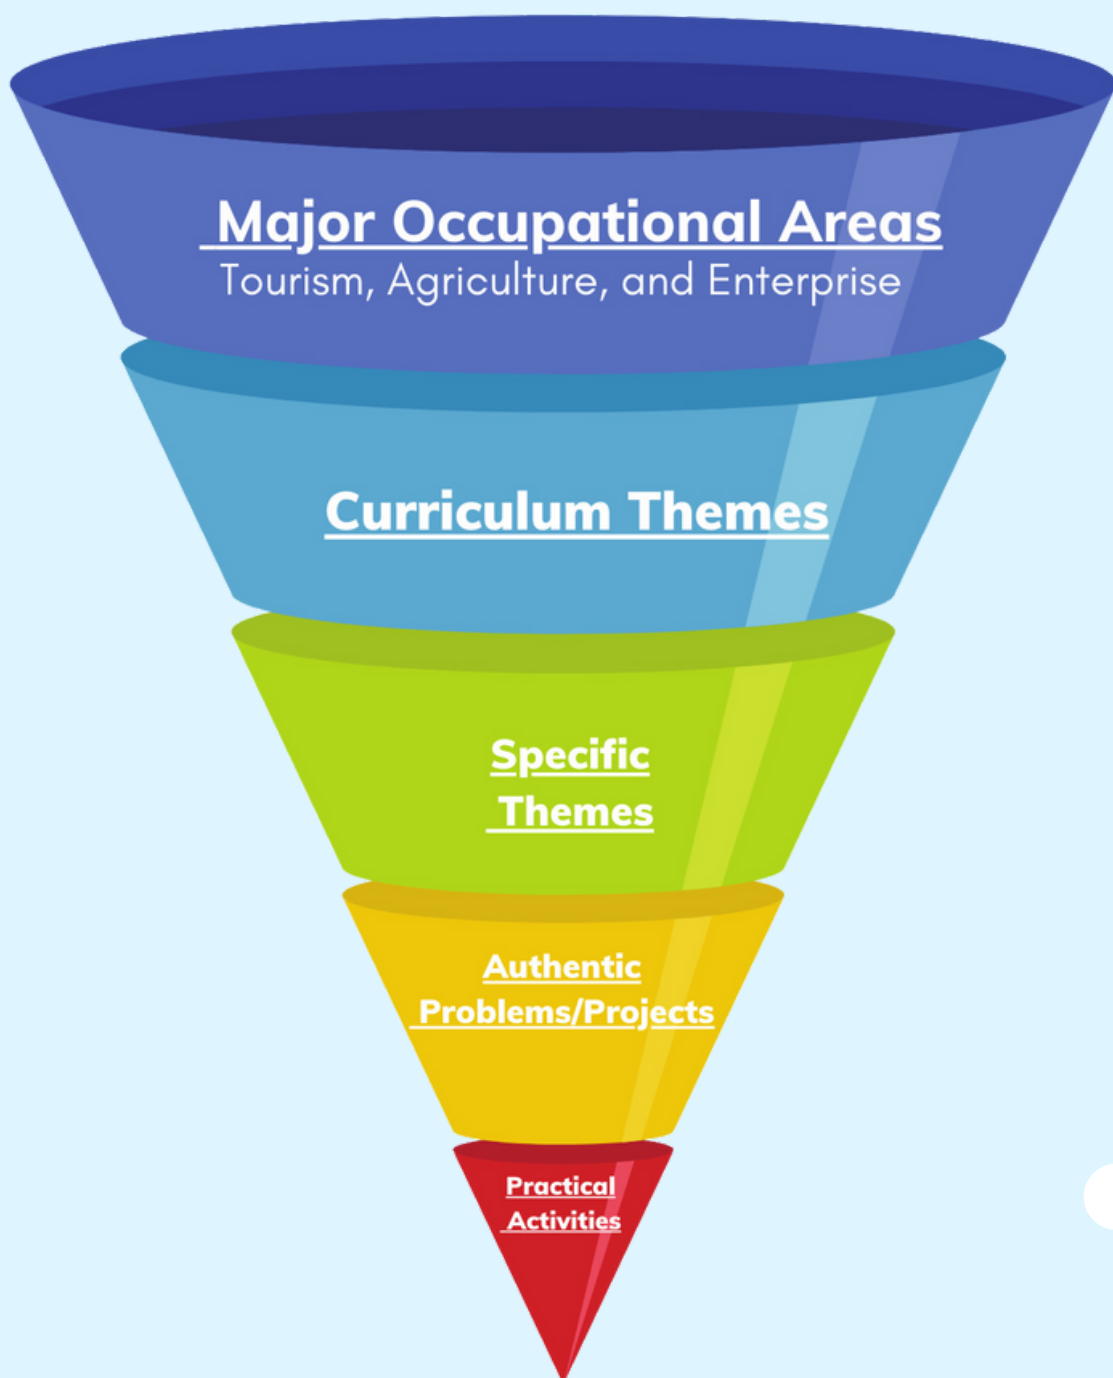 Major Occupational Areas
Tourism, Agriculture, and Enterprise
Curriculum Themes
Specific
Themes
Authentic
Problems/Projects
Practical
Activities